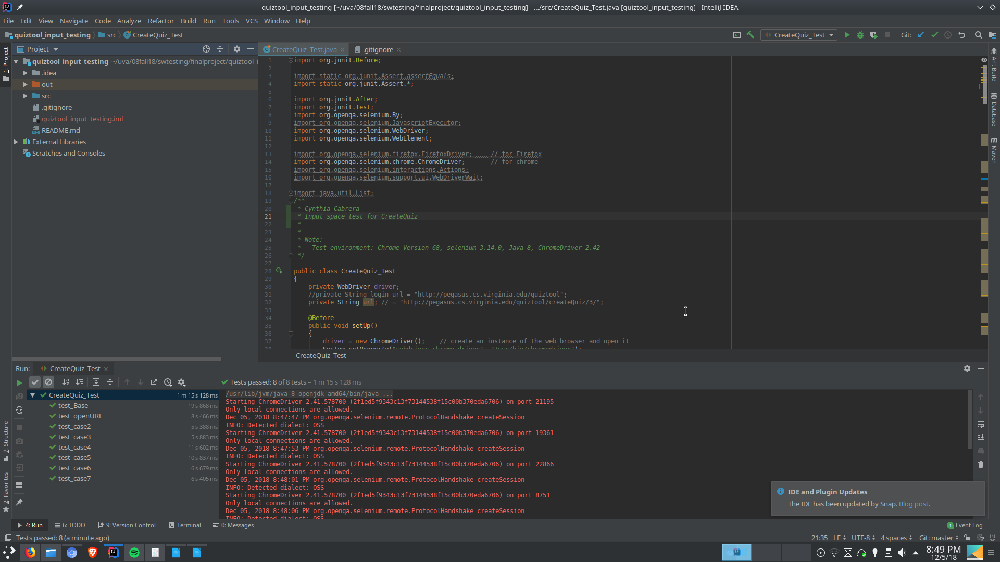 quiztool_input_testing [~/uva/08fall18/swtesting/finalproject/quiztool_input_testing] - .../src/CreateQuiz_Test.java [quiztool_input_testing] - IntelliJ IDEA
File Edit View Navigate Code Analyze Refactor Build Run Tools VCS Window Help
quiztool_input_testing src CreateQuiz_Test
CreateQuiz_Test Git:
1: Project
Project
CreateQuiz_Test.java .gitignore
quiztool_input_testing ~/uva/08fall18/swtesting/finalproject/quiztool_i
.idea
out
src
.gitignore
quiztool_input_testing.iml
README.md
External Libraries
Scratches and Consoles
1 import org.junit.Before;
2
3 import static org.junit.Assert.assertEquals;
4 import static org.junit.Assert.*;
5
6 import org.junit.After;
7 import org.junit.Test;
8 import org.openqa.selenium.By;
9 import org.openqa.selenium.JavascriptExecutor;
10 import org.openqa.selenium.WebDriver;
11 import org.openqa.selenium.WebElement;
12
13 import org.openqa.selenium.firefox.FirefoxDriver; // for Firefox
14 import org.openqa.selenium.chrome.ChromeDriver; // for chrome
15 import org.openqa.selenium.interactions.Actions;
16 import org.openqa.selenium.support.ui.WebDriverWait;
17
18 import java.util.List;
19 /**
20 * Cynthia Cabrera
21 * Input space test for CreateQuiz
22 *
23 *
24 * Note:
25 * Test environment: Chrome Version 68, selenium 3.14.0, Java 8, ChromeDriver 2.42
26 */
27
28 public class CreateQuiz_Test
29 {
30 private WebDriver driver;
31 //private String login_url = "http://pegasus.cs.virginia.edu/quiztool";
32 private String url; // = "http://pegasus.cs.virginia.edu/quiztool/createQuiz/3/";
33
34 @Before
35 public void setUp()
36 {
37 driver = new ChromeDriver(); // create an instance of the web browser and open it
38 System.setProperty("webdriver.chrome.driver", "/usr/bin/chromedriver");
CreateQuiz_Test
Ant Build
Database
m Maven
Run: CreateQuiz_Test
Tests passed: 8 of 8 tests – 1 m 15 s 128 ms
CreateQuiz_Test 1 m 15 s 128 ms
test_Base 19 s 868 ms
test_openURL 8 s 466 ms
test_case2 5 s 388 ms
test_case3 5 s 883 ms
test_case4 11 s 602 ms
test_case5 10 s 837 ms
test_case6 6 s 679 ms
test_case7 6 s 405 ms
/usr/lib/jvm/java-8-openjdk-amd64/bin/java ...
Starting ChromeDriver 2.41.578700 (2f1ed5f9343c13f73144538f15c00b370eda6706) on port 21195
Only local connections are allowed.
Dec 05, 2018 8:47:47 PM org.openqa.selenium.remote.ProtocolHandshake createSession
INFO: Detected dialect: OSS
Starting ChromeDriver 2.41.578700 (2f1ed5f9343c13f73144538f15c00b370eda6706) on port 19361
Only local connections are allowed.
Dec 05, 2018 8:47:53 PM org.openqa.selenium.remote.ProtocolHandshake createSession
INFO: Detected dialect: OSS
Starting ChromeDriver 2.41.578700 (2f1ed5f9343c13f73144538f15c00b370eda6706) on port 22866
Only local connections are allowed.
Dec 05, 2018 8:48:01 PM org.openqa.selenium.remote.ProtocolHandshake createSession
INFO: Detected dialect: OSS
Starting ChromeDriver 2.41.578700 (2f1ed5f9343c13f73144538f15c00b370eda6706) on port 8751
Only local connections are allowed.
Dec 05, 2018 8:48:06 PM org.openqa.selenium.remote.ProtocolHandshake createSession
INFO: Detected dialect: OSS
7: Structure
2: Favorites
IDE and Plugin Updates
The IDE has been updated by Snap. Blog post.
4: Run 6: TODO 9: Version Control Terminal 0: Messages 1 Event Log
Tests passed: 8 (a minute ago) 21:35 LF UTF-8 4 spaces Git: master
8:49 PM
12/5/18